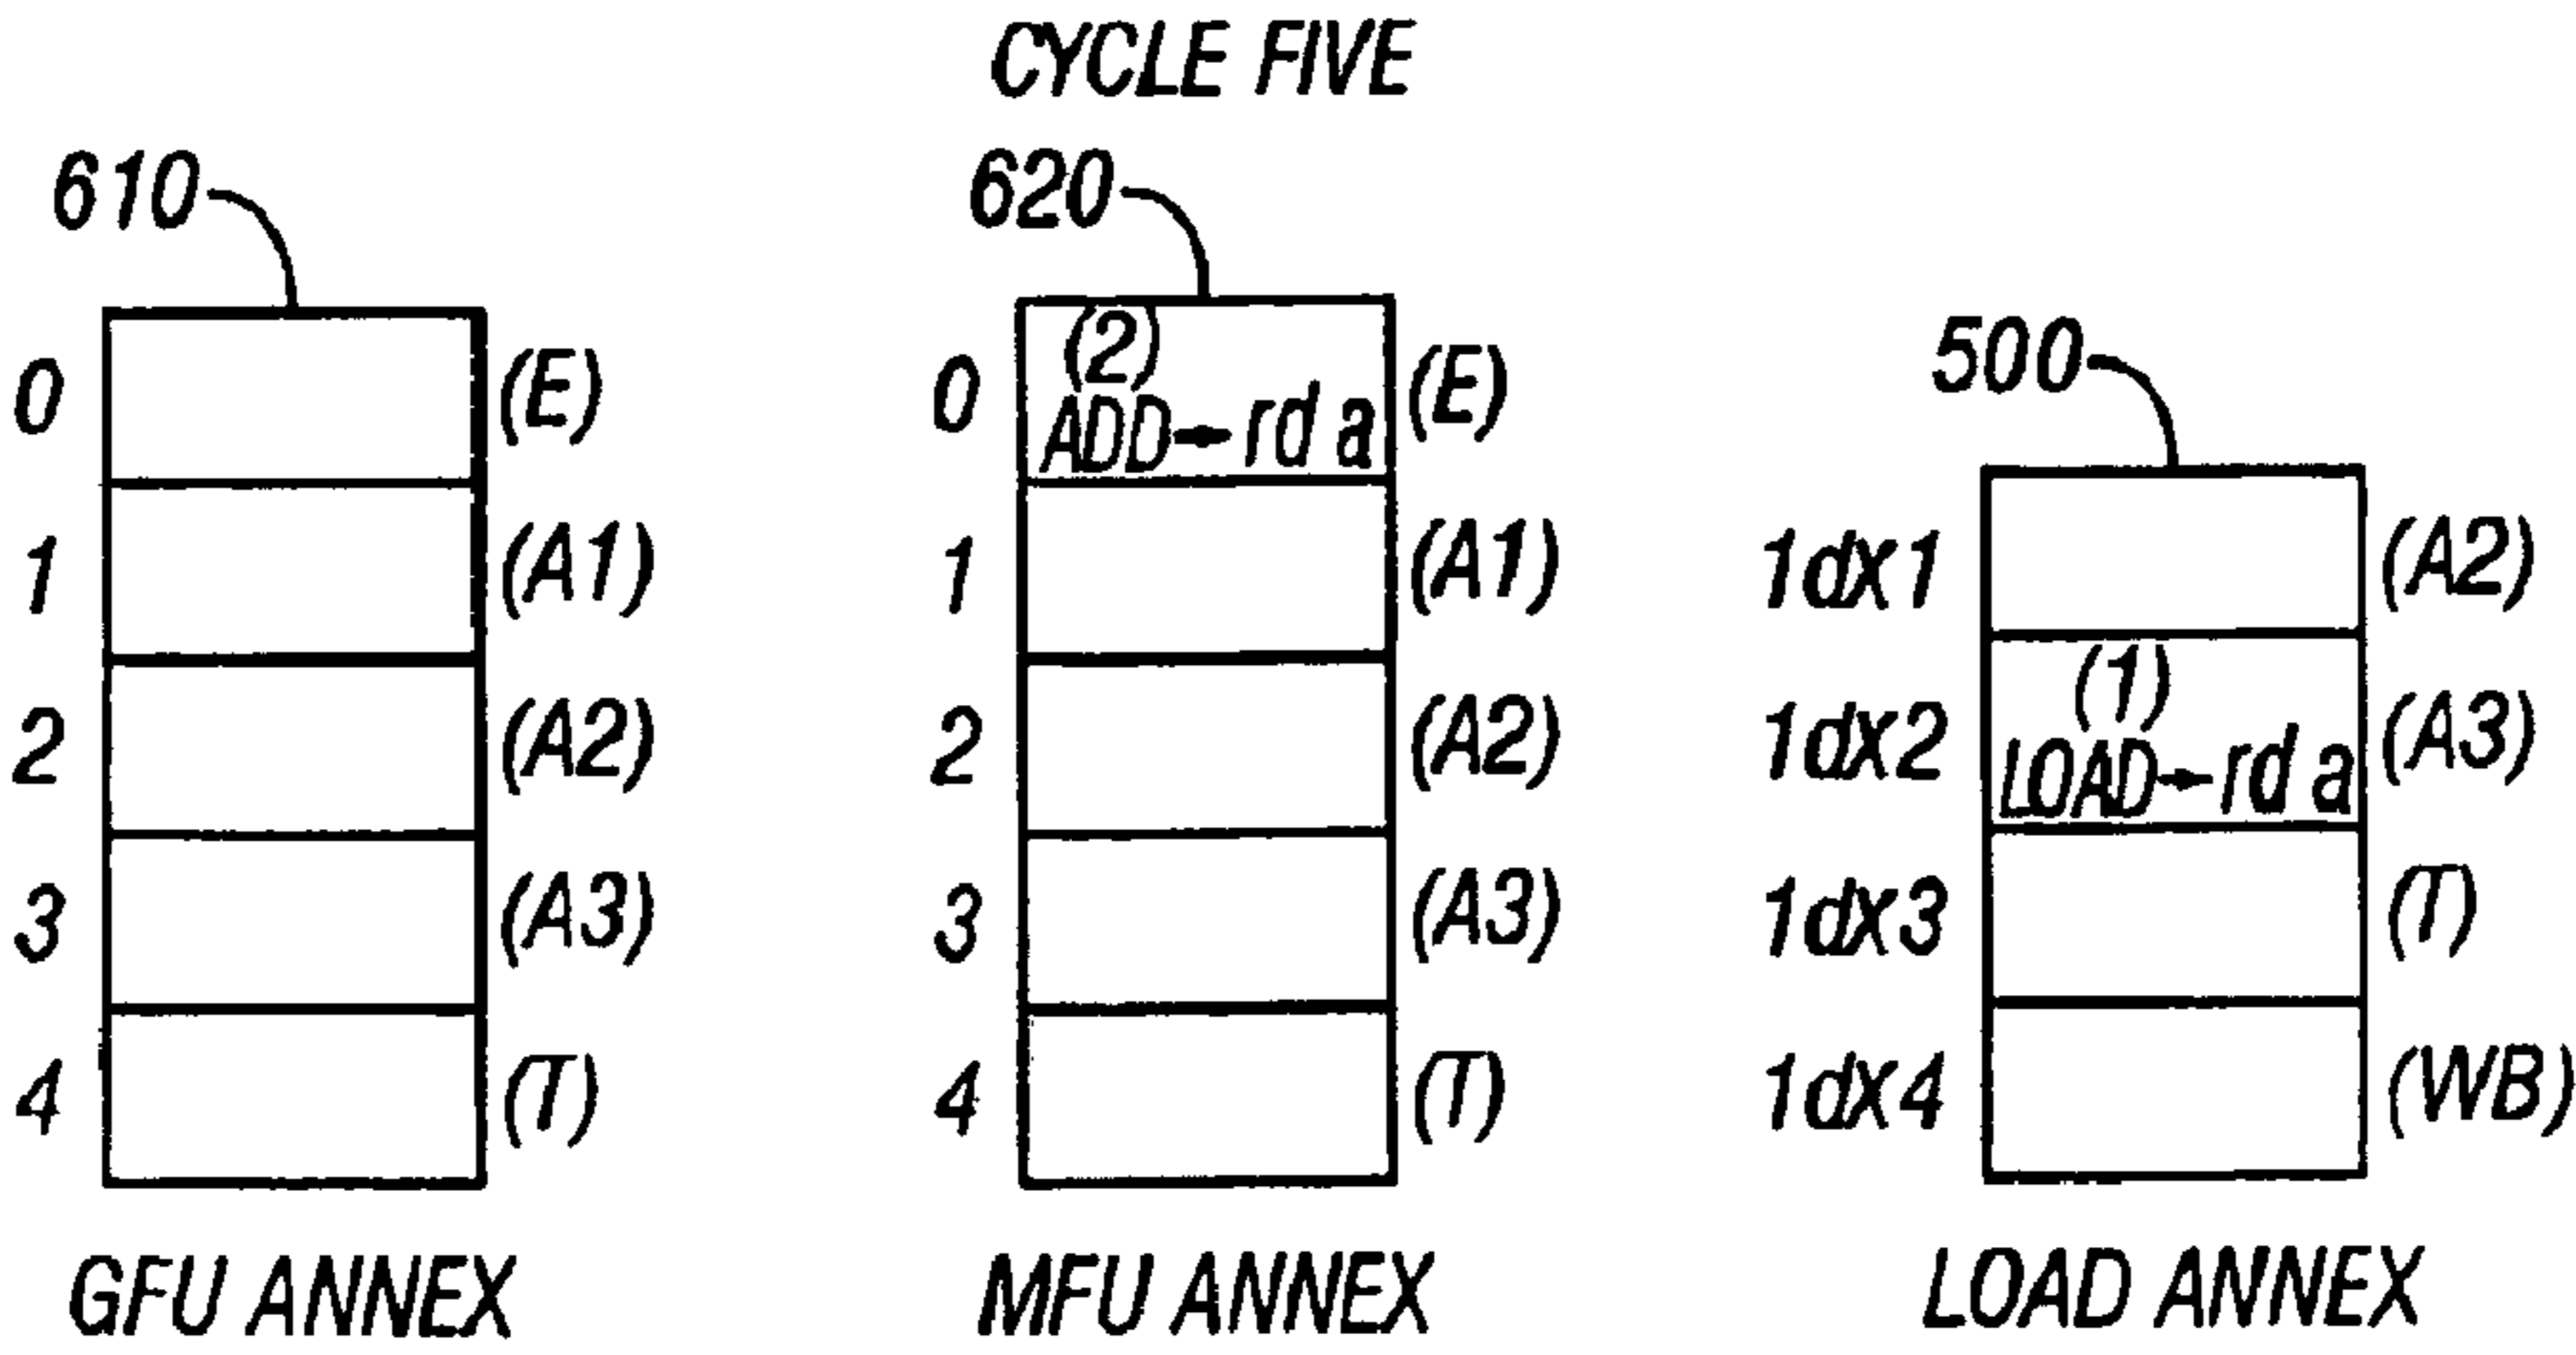 CYCLE FIVE
610
620
500
0 (E)
1 (A1)
2 (A2)
3 (A3)
4 (T)
GFU ANNEX
0 (2) (E)
ADD→rd a
1 (A1)
2 (A2)
3 (A3)
4 (T)
MFU ANNEX
1dx1 (A2)
(1)
1dx2 LOAD→rd a (A3)
1dx3 (T)
1dx4 (WB)
LOAD ANNEX